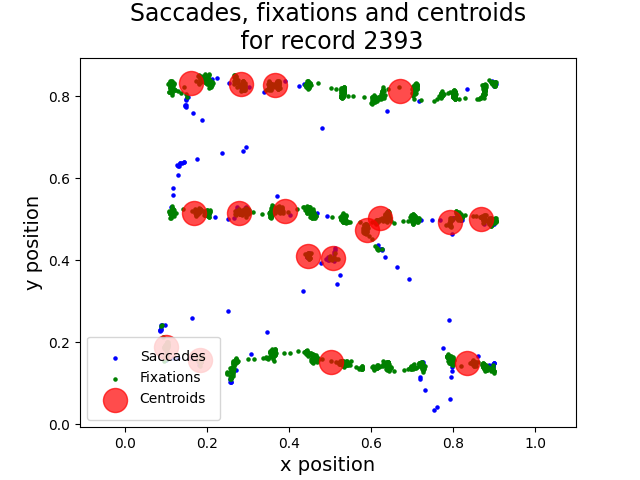 Saccades, fixations and centroids
for record 2393
y position
0.8
0.6
0.4
0.2
0.0
Saccades
Fixations
Centroids
0.0 0.2 0.4 0.6 0.8 1.0
x position